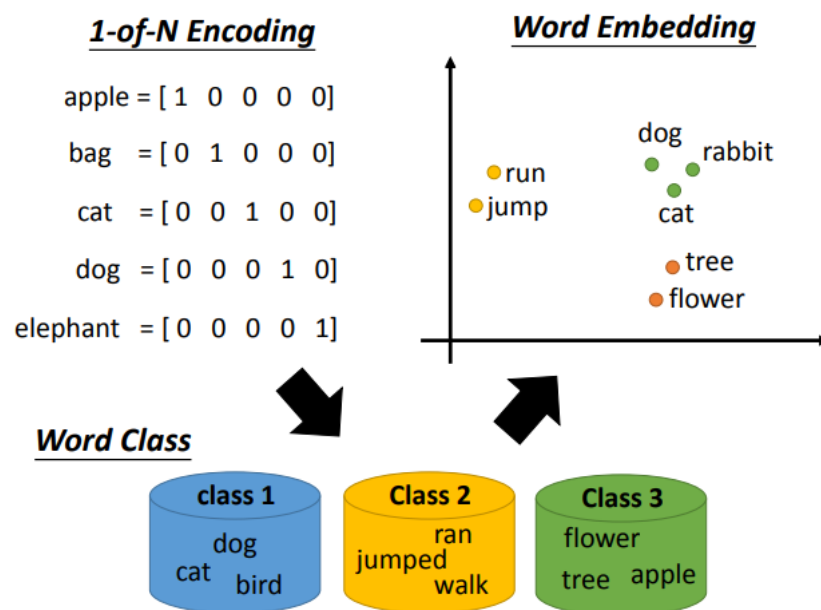 1-of-N Encoding
apple = [ 1 0 0 0 0]
bag = [ 0 1 0 0 0]
cat = [ 0 0 1 0 0]
dog = [ 0 0 0 1 0]
elephant = [ 0 0 0 0 1]
Word Embedding
dog
rabbit
run
jump
cat
tree
flower
Word Class
class 1
dog
cat
bird
Class 2
ran
jumped
walk
Class 3
flower
tree
apple